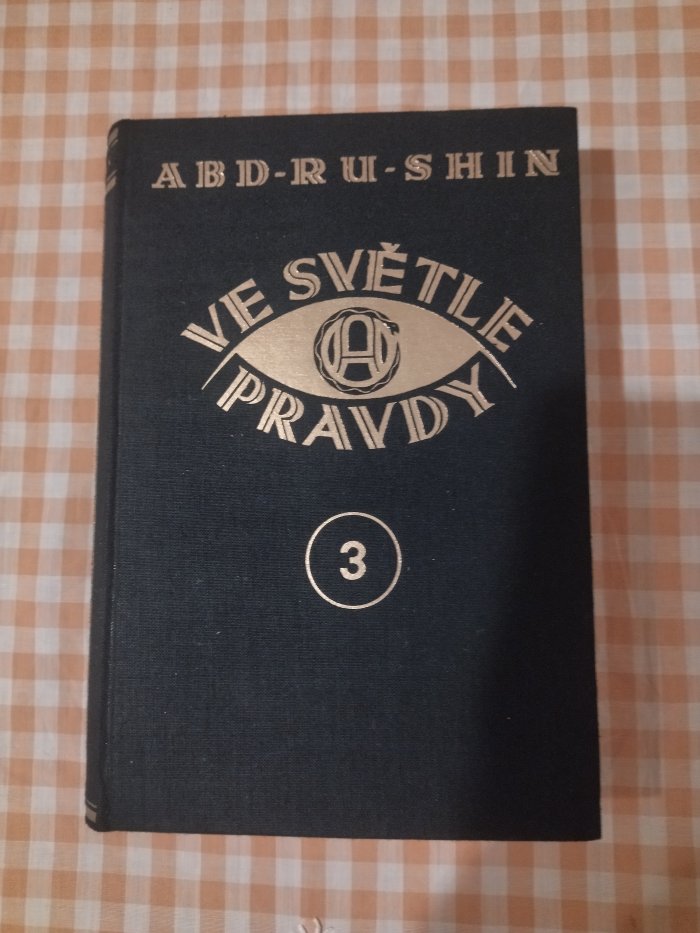 ABD-RU-SHIN
VE SVĚTLE
A
PRAVDY
3